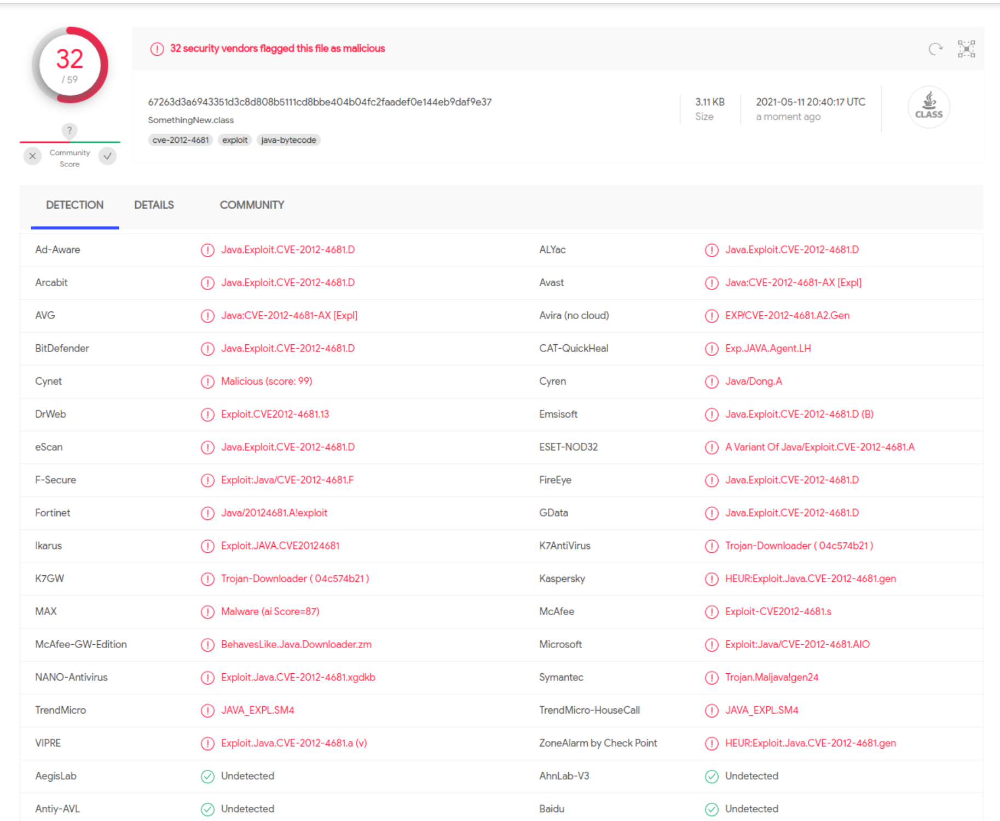 32
/ 59
32 security vendors flagged this file as malicious
67263d3a6943351d3c8d808b5111cd8bbe404b04fc2faadef0e144eb9daf9e37
SomethingNew.class
cve-2012-4681 exploit java-bytecode
3.11 KB
Size
2021-05-11 20:40:17 UTC
a moment ago
CLASS
?
Community
Score
DETECTION DETAILS COMMUNITY
Ad-Aware Java.Exploit.CVE-2012-4681.D ALYac Java.Exploit.CVE-2012-4681.D
Arcabit Java.Exploit.CVE-2012-4681.D Avast Java:CVE-2012-4681-AX [Expl]
AVG Java:CVE-2012-4681-AX [Expl] Avira (no cloud) EXP/CVE-2012-4681.A2.Gen
BitDefender Java.Exploit.CVE-2012-4681.D CAT-QuickHeal Exp.JAVA.Agent.LH
Cynet Malicious (score: 99) Cyren Java/Dong.A
DrWeb Exploit.CVE2012-4681.13 Emsisoft Java.Exploit.CVE-2012-4681.D (B)
eScan Java.Exploit.CVE-2012-4681.D ESET-NOD32 A Variant Of Java/Exploit.CVE-2012-4681.A
F-Secure Exploit:Java/CVE-2012-4681.F FireEye Java.Exploit.CVE-2012-4681.D
Fortinet Java/20124681.A!exploit GData Java.Exploit.CVE-2012-4681.D
Ikarus Exploit.JAVA.CVE20124681 K7AntiVirus Trojan-Downloader ( 04c574b21 )
K7GW Trojan-Downloader ( 04c574b21 ) Kaspersky HEUR:Exploit.Java.CVE-2012-4681.gen
MAX Malware (ai Score=87) McAfee Exploit-CVE2012-4681.s
McAfee-GW-Edition BehavesLike.Java.Downloader.zm Microsoft Exploit:Java/CVE-2012-4681.AIO
NANO-Antivirus Exploit.Java.CVE-2012-4681.xgdkb Symantec Trojan.Maljava!gen24
TrendMicro JAVA_EXPL.SM4 TrendMicro-HouseCall JAVA_EXPL.SM4
VIPRE Exploit.Java.CVE-2012-4681.a (v) ZoneAlarm by Check Point HEUR:Exploit.Java.CVE-2012-4681.gen
AegisLab Undetected AhnLab-V3 Undetected
Antiy-AVL Undetected Baidu Undetected